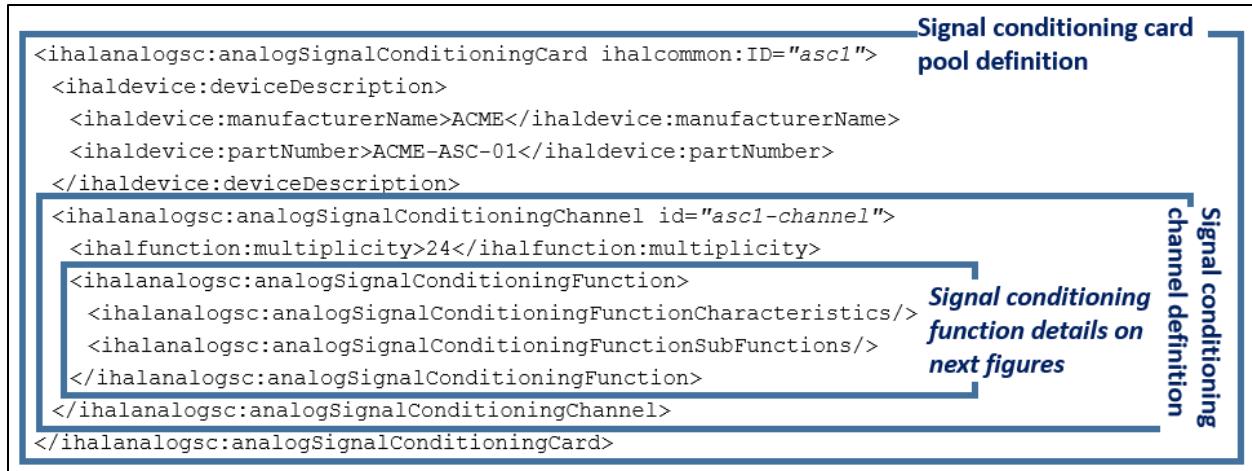 Signal conditioning card
pool definition
<ihalanalogsc:analogSignalConditioningCard ihalcommon:ID="asc1">
<ihaldevice:deviceDescription>
<ihaldevice:manufacturerName>ACME</ihaldevice:manufacturerName>
<ihaldevice:partNumber>ACME-ASC-01</ihaldevice:partNumber>
</ihaldevice:deviceDescription>
<ihalanalogsc:analogSignalConditioningChannel id="asc1-channel">
<ihalfunction:multiplicity>24</ihalfunction:multiplicity>
<ihalanalogsc:analogSignalConditioningFunction>
<ihalanalogsc:analogSignalConditioningFunctionCharacteristics/>
<ihalanalogsc:analogSignalConditioningFunctionSubFunctions/>
</ihalanalogsc:analogSignalConditioningFunction>
</ihalanalogsc:analogSignalConditioningChannel>
</ihalanalogsc:analogSignalConditioningCard>
Signal conditioning
function details on
next figures
Signal conditioning
channel definition